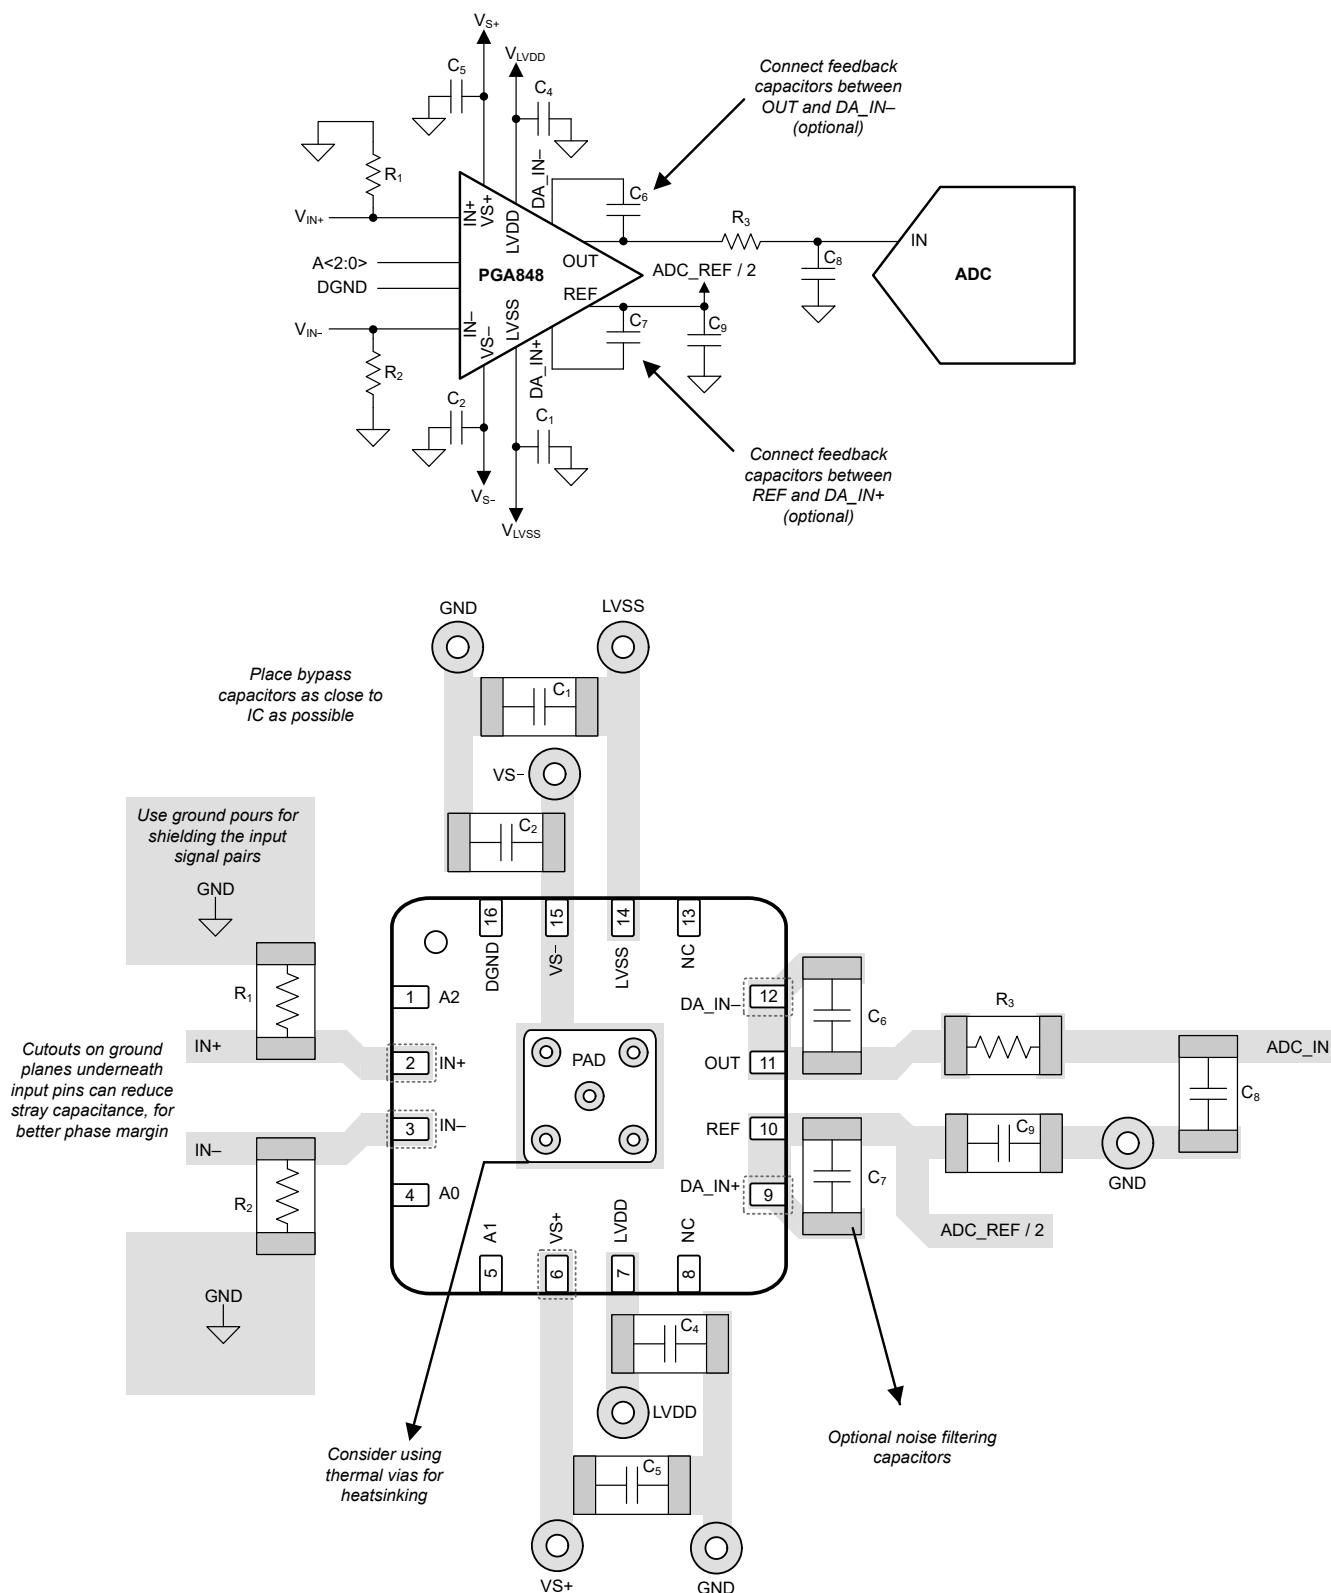 VS+
VLVDD
C5
C4
Connect feedback
capacitors between
OUT and DA_IN–
(optional)
R1
DA_IN–
C6
VIN+
IN+
VS+
LVDD
R3
IN
A<2:0>
OUT
C8
PGA848
ADC_REF / 2
ADC
DGND
REF
VIN–
IN–
VS–
LVSS
C7
C9
DA_IN+
R2
C2
C1
Connect feedback
capacitors between
REF and DA_IN+
(optional)
VS–
VLVSS
GND
LVSS
Place bypass
capacitors as close to
IC as possible
C1
VS–
C2
Use ground pours for
shielding the input
signal pairs
GND
16
15
14
13
DGND
VS–
LVSS
NC
R1
1
A2
DA_IN–
12
C6
R3
IN+
2
IN+
PAD
OUT
11
ADC_IN
Cutouts on ground
planes underneath
input pins can reduce
stray capacitance, for
better phase margin
C8
3
IN–
REF
10
C9
IN–
GND
R2
4
A0
DA_IN+
9
C7
A1
VS+
LVDD
NC
ADC_REF / 2
5
6
7
8
GND
C4
LVDD
Consider using
thermal vias for
heatsinking
C5
Optional noise filtering
capacitors
VS+
GND